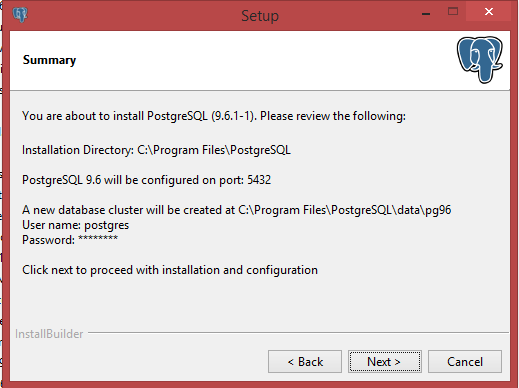 Setup
Summary
You are about to install PostgreSQL (9.6.1-1). Please review the following:
Installation Directory: C:\Program Files\PostgreSQL
PostgreSQL 9.6 will be configured on port: 5432
A new database cluster will be created at C:\Program Files\PostgreSQL\data\pg96
User name: postgres
Password: ********
Click next to proceed with installation and configuration
InstallBuilder
< Back
Next >
Cancel